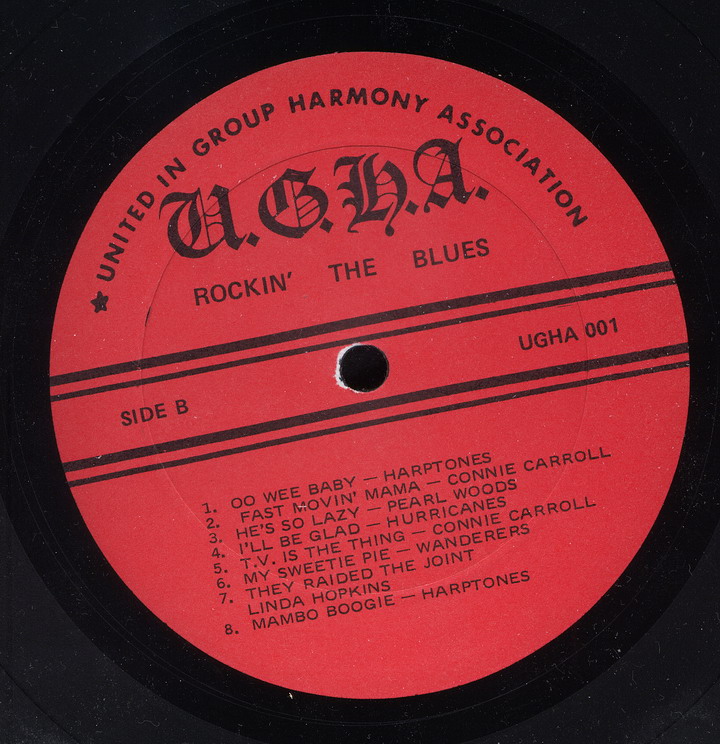 ★ UNITED IN GROUP HARMONY ASSOCIATION
U.G.H.A.
ROCKIN' THE BLUES
UGHA 001
SIDE B
1. OO WEE BABY — HARPTONES
2. FAST MOVIN' MAMA — CONNIE CARROLL
3. HE'S SO LAZY — PEARL WOODS
4. I'LL BE GLAD — HURRICANES
5. T.V. IS THE THING — CONNIE CARROLL
6. MY SWEETIE PIE — WANDERERS
7. THEY RAIDED THE JOINT
LINDA HOPKINS
8. MAMBO BOOGIE — HARPTONES